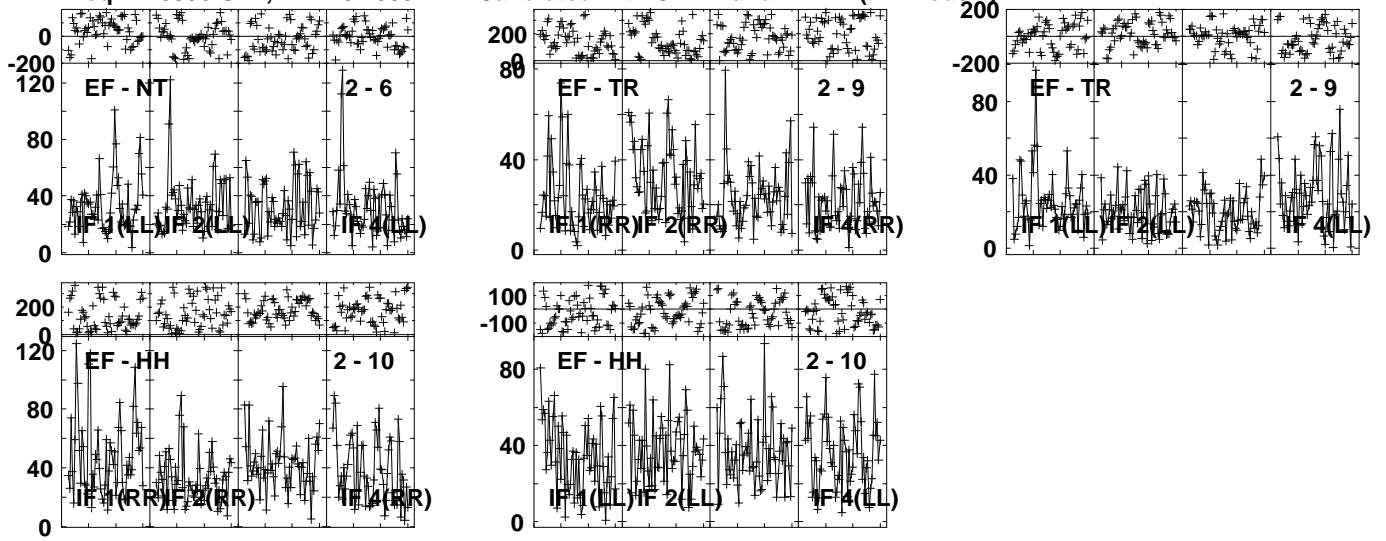 200
0
-200
200
0
-200
120
80
40
0
EF - NT
2 - 6
IF 1(LL)
IF 2(LL)
IF 4(LL)
80
40
0
EF - TR
2 - 9
IF 1(RR)
IF 2(RR)
IF 4(RR)
80
40
0
EF - TR
2 - 9
IF 1(LL)
IF 2(LL)
IF 4(LL)
200
0
100
-100
120
80
40
0
EF - HH
2 - 10
IF 1(RR)
IF 2(RR)
IF 4(RR)
80
40
0
EF - HH
2 - 10
IF 1(LL)
IF 2(LL)
IF 4(LL)